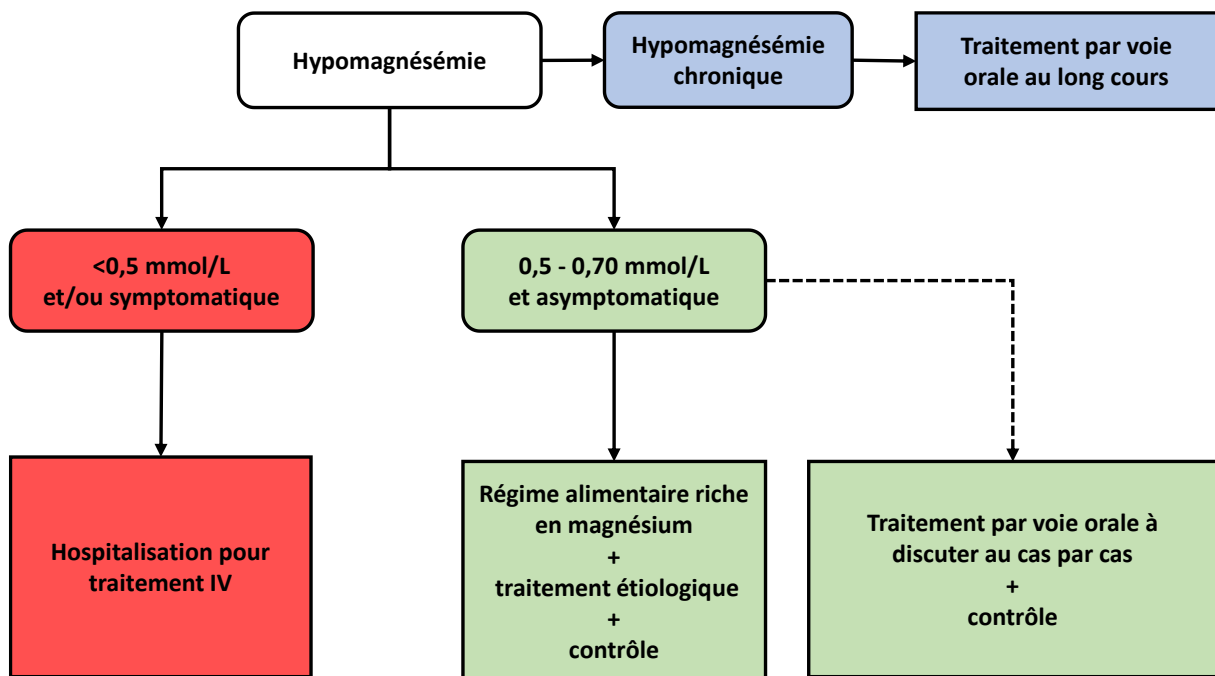 Hypomagnésémie
Hypomagnésémie
chronique
Traitement par voie
orale au long cours
<0,5 mmol/L
et/ou symptomatique
0,5 - 0,70 mmol/L
et asymptomatique
Hospitalisation pour
traitement IV
Régime alimentaire riche
en magnésium
+
traitement étiologique
+
contrôle
Traitement par voie orale à
discuter au cas par cas
+
contrôle